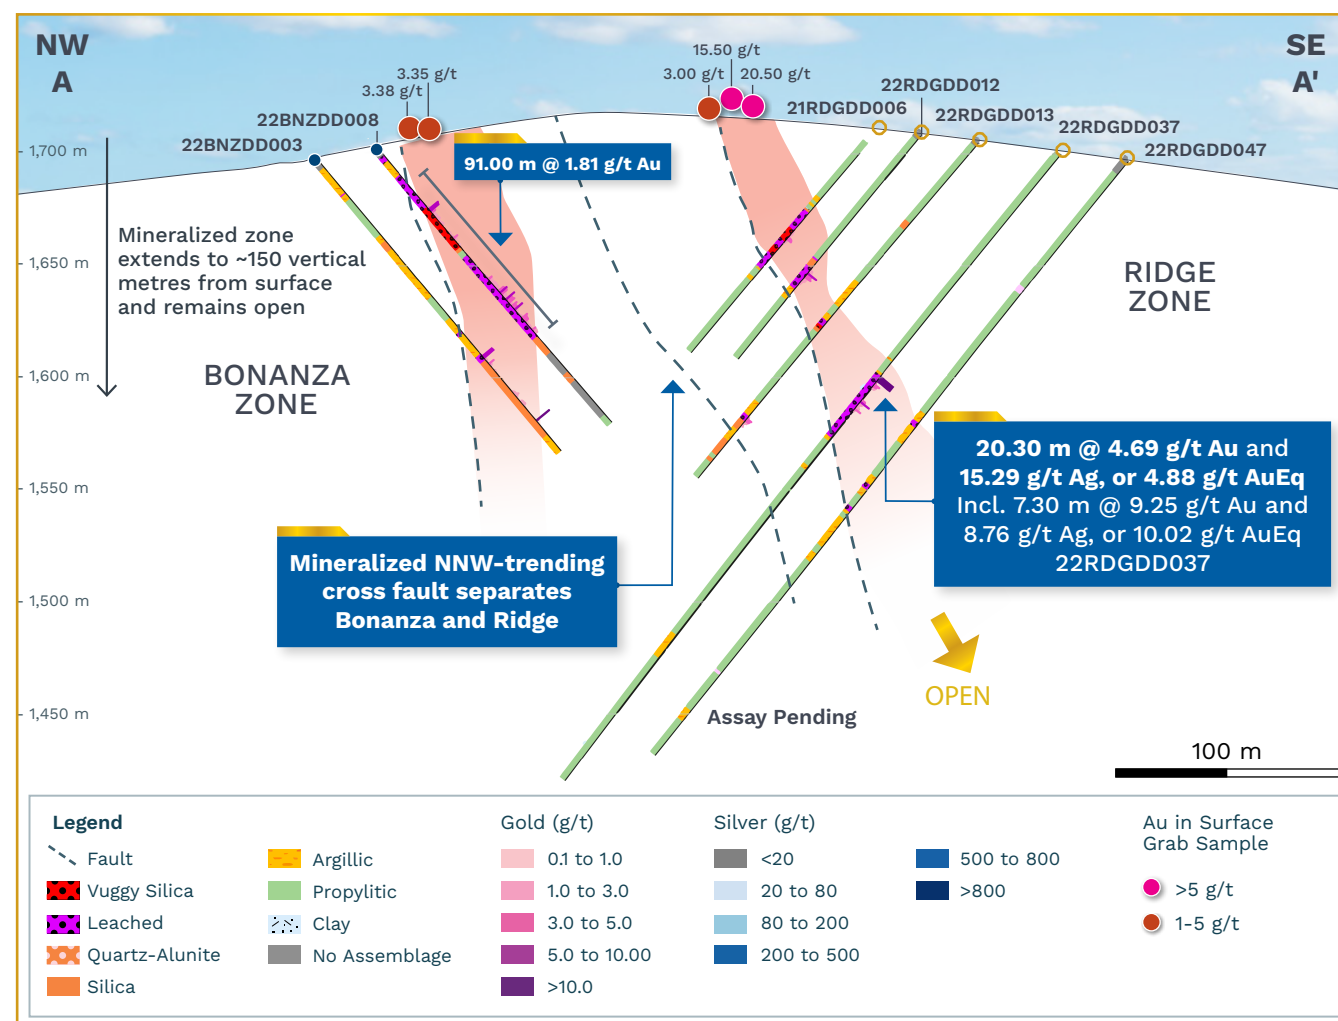 NW
A
SE
A'
15.50 g/t
3.00 g/t
20.50 g/t
3.35 g/t
3.38 g/t
22BNZDD008
22BNZDD003
21RDGDD006
22RDGDD012
22RDGDD013
22RDGDD037
22RDGDD047
91.00 m @ 1.81 g/t Au
1,700 m
1,650 m
1,600 m
1,550 m
1,500 m
1,450 m
Mineralized zone
extends to ~150 vertical
metres from surface
and remains open
BONANZA
ZONE
RIDGE
ZONE
20.30 m @ 4.69 g/t Au and
15.29 g/t Ag, or 4.88 g/t AuEq
Incl. 7.30 m @ 9.25 g/t Au and
8.76 g/t Ag, or 10.02 g/t AuEq
22RDGDD037
Mineralized NNW-trending
cross fault separates
Bonanza and Ridge
OPEN
Assay Pending
100 m
Legend
Fault
Vuggy Silica
Leached
Quartz-Alunite
Silica
Argillic
Propylitic
Clay
No Assemblage
Gold (g/t)
0.1 to 1.0
1.0 to 3.0
3.0 to 5.0
5.0 to 10.00
>10.0
Silver (g/t)
<20
20 to 80
80 to 200
200 to 500
500 to 800
>800
Au in Surface
Grab Sample
>5 g/t
1-5 g/t